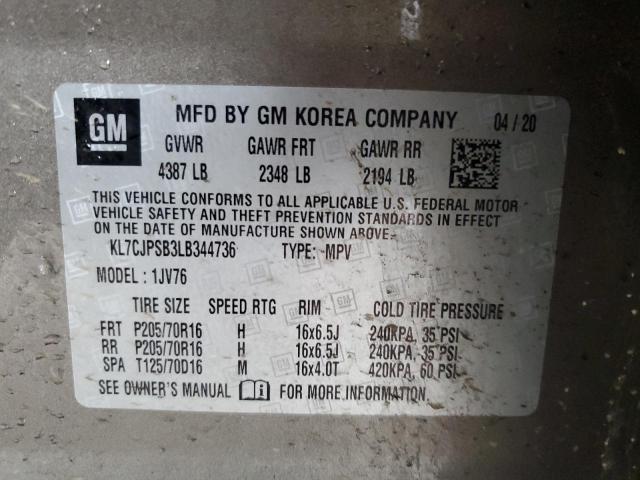 GM MFD BY GM KOREA COMPANY 04 / 20
GVWR GAWR FRT GAWR RR
4387 LB 2348 LB 2194 LB
THIS VEHICLE CONFORMS TO ALL APPLICABLE U.S. FEDERAL MOTOR
VEHICLE SAFETY AND THEFT PREVENTION STANDARDS IN EFFECT
ON THE DATE OF MANUFACTURE SHOWN ABOVE.
KL7CJPSB3LB344736 TYPE: MPV
MODEL : 1JV76
TIRE SIZE SPEED RTG RIM COLD TIRE PRESSURE
FRT P205/70R16 H 16x6.5J 240KPA, 35 PSI
RR P205/70R16 H 16x6.5J 240KPA, 35 PSI
SPA T125/70D16 M 16x4.0T 420KPA, 60 PSI
SEE OWNER'S MANUAL FOR MORE INFORMATION.